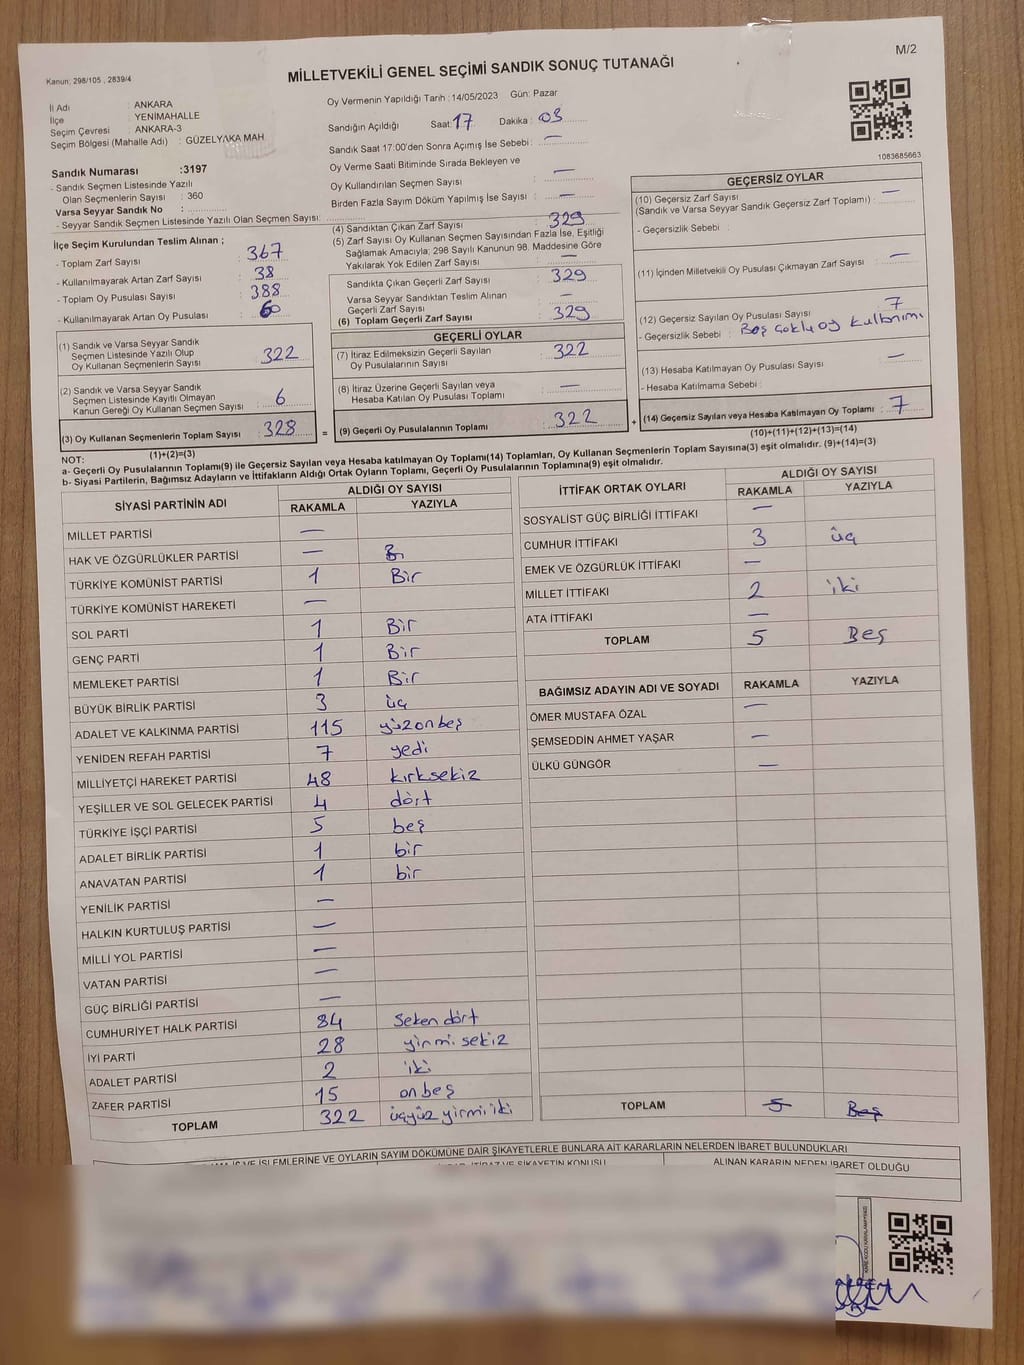 M/2
Kanun: 298/105 , 2839/4
MİLLETVEKİLİ GENEL SEÇİMİ SANDIK SONUÇ TUTANAĞI
İl Adı : ANKARA
İlçe : YENİMAHALLE
Seçim Çevresi : ANKARA-3
Seçim Bölgesi (Mahalle Adı) : GÜZELYAKA MAH
Sandık Numarası :3197
- Sandık Seçmen Listesinde Yazılı
Olan Seçmenlerin Sayısı : 360
Varsa Seyyar Sandık No :
- Seyyar Sandık Seçmen Listesinde Yazılı Olan Seçmen Sayısı:
Oy Vermenin Yapıldığı Tarih :14/05/2023 Gün: Pazar
Sandığın Açıldığı Saat: 17 Dakika : 03
Sandık Saat 17:00'den Sonra Açımış İse Sebebi: —
Oy Verme Saati Bitiminde Sırada Bekleyen ve
Oy Kullandırılan Seçmen Sayısı : —
Birden Fazla Sayım Döküm Yapılmış İse Sayısı : —
1083685663
İlçe Seçim Kurulundan Teslim Alınan ;
- Toplam Zarf Sayısı : 367
- Kullanılmayarak Artan Zarf Sayısı : 38
- Toplam Oy Pusulası Sayısı : 388
- Kullanılmayarak Artan Oy Pusulası : 60
(1) Sandık ve Varsa Seyyar Sandık
Seçmen Listesinde Yazılı Olup
Oy Kullanan Seçmenlerin Sayısı : 322
(2) Sandık ve Varsa Seyyar Sandık
Seçmen Listesinde Kayıtlı Olmayan
Kanun Gereği Oy Kullanan Seçmen Sayısı : 6
(3) Oy Kullanan Seçmenlerin Toplam Sayısı : 328
(1)+(2)=(3)
(4) Sandıktan Çıkan Zarf Sayısı : 329
(5) Zarf Sayısı Oy Kullanan Seçmen Sayısından Fazla İse, Eşitliği
Sağlamak Amacıyla; 298 Sayılı Kanunun 98. Maddesine Göre
Yakılarak Yok Edilen Zarf Sayısı : —
Sandıkta Çıkan Geçerli Zarf Sayısı : 329
Varsa Seyyar Sandıktan Teslim Alınan
Geçerli Zarf Sayısı : —
(6) Toplam Geçerli Zarf Sayısı : 329
GEÇERLİ OYLAR
(7) İtiraz Edilmeksizin Geçerli Sayılan
Oy Pusulalarının Sayısı : 322
(8) İtiraz Üzerine Geçerli Sayılan veya
Hesaba Katılan Oy Pusulası Toplamı : —
= (9) Geçerli Oy Pusulalarının Toplamı : 322
GEÇERSİZ OYLAR
(10) Geçersiz Zarf Sayısı —
(Sandık ve Varsa Seyyar Sandık Geçersiz Zarf Toplamı) :
- Geçersizlik Sebebi :
(11) İçinden Milletvekili Oy Pusulası Çıkmayan Zarf Sayısı : —
(12) Geçersiz Sayılan Oy Pusulası Sayısı : 7
- Geçersizlik Sebebi : Boş çoklu oy kullanımı
(13) Hesaba Katılmayan Oy Pusulası Sayısı : —
- Hesaba Katılmama Sebebi :
+ (14) Geçersiz Sayılan veya Hesaba Katılmayan Oy Toplamı : 7
(10)+(11)+(12)+(13)=(14)
NOT:
a- Geçerli Oy Pusulalarının Toplamı(9) ile Geçersiz Sayılan veya Hesaba katılmayan Oy Toplamı(14) Toplamları, Oy Kullanan Seçmenlerin Toplam Sayısına(3) eşit olmalıdır. (9)+(14)=(3)
b- Siyasi Partilerin, Bağımsız Adayların ve İttifakların Aldığı Ortak Oyların Toplamı, Geçerli Oy Pusulalarının Toplamına(9) eşit olmalıdır.
SİYASİ PARTİNİN ADI ALDIĞI OY SAYISI
RAKAMLA YAZIYLA
MİLLET PARTİSİ —
HAK VE ÖZGÜRLÜKLER PARTİSİ —
TÜRKİYE KOMÜNİST PARTİSİ 1 Bir
TÜRKİYE KOMÜNİST HAREKETİ —
SOL PARTİ 1 Bir
GENÇ PARTİ 1 Bir
MEMLEKET PARTİSİ 1 Bir
BÜYÜK BİRLİK PARTİSİ 3 üç
ADALET VE KALKINMA PARTİSİ 115 yüzonbeş
YENİDEN REFAH PARTİSİ 7 yedi
MİLLİYETÇİ HAREKET PARTİSİ 48 kırksekiz
YEŞİLLER VE SOL GELECEK PARTİSİ 4 dört
TÜRKİYE İŞÇİ PARTİSİ 5 beş
ADALET BİRLİK PARTİSİ 1 bir
ANAVATAN PARTİSİ 1 bir
YENİLİK PARTİSİ —
HALKIN KURTULUŞ PARTİSİ —
MİLLİ YOL PARTİSİ —
VATAN PARTİSİ —
GÜÇ BİRLİĞİ PARTİSİ —
CUMHURİYET HALK PARTİSİ 84 Seksen dört
İYİ PARTİ 28 yirmi sekiz
ADALET PARTİSİ 2 iki
ZAFER PARTİSİ 15 onbeş
TOPLAM 322 üçyüz yirmi iki
İTTİFAK ORTAK OYLARI ALDIĞI OY SAYISI
RAKAMLA YAZIYLA
SOSYALİST GÜÇ BİRLİĞİ İTTİFAKI —
CUMHUR İTTİFAKI 3 üç
EMEK VE ÖZGÜRLÜK İTTİFAKI —
MİLLET İTTİFAKI 2 iki
ATA İTTİFAKI —
TOPLAM 5 Beş
BAĞIMSIZ ADAYIN ADI VE SOYADI RAKAMLA YAZIYLA
ÖMER MUSTAFA ÖZAL —
ŞEMSEDDİN AHMET YAŞAR —
ÜLKÜ GÜNGÖR —
TOPLAM 5 Beş
İŞLEMLERİNE VE OYLARIN SAYIM DÖKÜMÜNE DAİR ŞİKAYETLERLE BUNLARA AİT KARARLARIN NELERDEN İBARET BULUNDUKLARI
İTİRAZ VE ŞİKAYETİN KONUSU ALINAN KARARIN NEDEN İBARET OLDUĞU